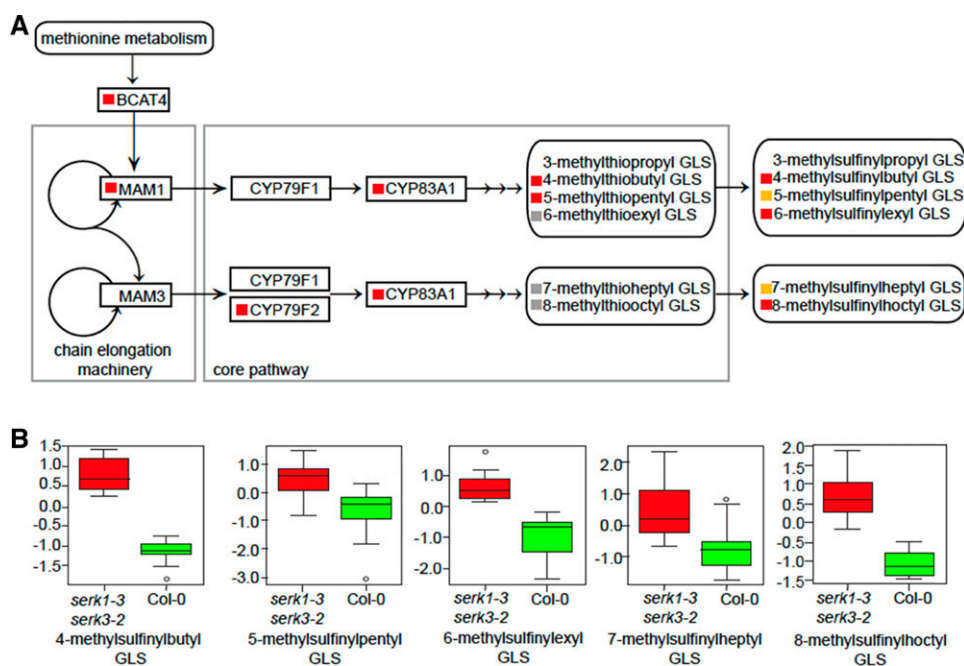 A
methionine metabolism
BCAT4
MAM1
CYP79F1
CYP83A1
3-methylthiopropyl GLS
4-methylthiobutyl GLS
5-methylthiopentyl GLS
6-methylthioexyl GLS
3-methylsulfinylpropyl GLS
4-methylsulfinylbutyl GLS
5-methylsulfinylpentyl GLS
6-methylsulfinylexyl GLS
MAM3
CYP79F1
CYP79F2
CYP83A1
7-methylthioheptyl GLS
8-methylthiooctyl GLS
7-methylsulfinylheptyl GLS
8-methylsulfinylhoctyl GLS
chain elongation
machinery
core pathway
B
1.5
1.0
0.5
0.0
-0.5
-1.0
-1.5
serk1-3
serk3-2
Col-0
4-methylsulfinylbutyl
GLS
1.0
0.0
-1.0
-2.0
-3.0
serk1-3
serk3-2
Col-0
5-methylsulfinylpentyl
GLS
1.0
0.0
-1.0
-2.0
serk1-3
serk3-2
Col-0
6-methylsulfinylexyl
GLS
2.0
1.0
0.0
-1.0
serk1-3
serk3-2
Col-0
7-methylsulfinylheptyl
GLS
2.0
1.5
1.0
0.5
0.0
-0.5
-1.0
-1.5
serk1-3
serk3-2
Col-0
8-methylsulfinylhoctyl
GLS